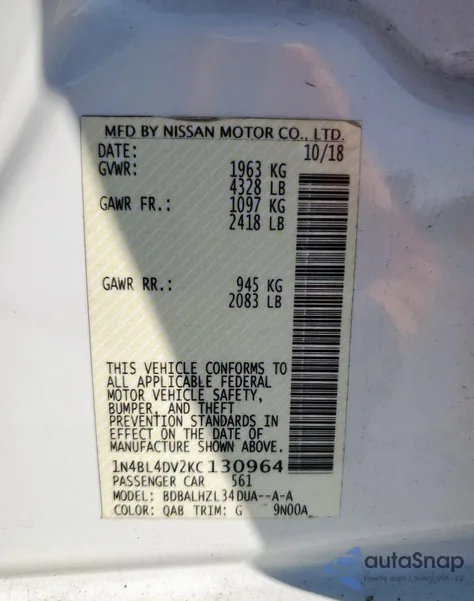 MFD BY NISSAN MOTOR CO., LTD.
DATE: 10/18
GVWR: 1963 KG
4328 LB
GAWR FR.: 1097 KG
2418 LB
GAWR RR.: 945 KG
2083 LB
THIS VEHICLE CONFORMS TO
ALL APPLICABLE FEDERAL
MOTOR VEHICLE SAFETY,
BUMPER, AND THEFT
PREVENTION STANDARDS IN
EFFECT ON THE DATE OF
MANUFACTURE SHOWN ABOVE.
1N4BL4DV2KC130964
PASSENGER CAR 561
MODEL: BDBALHZL34DUA--A-A
COLOR: QAB TRIM: G 9N00A
autoSnap